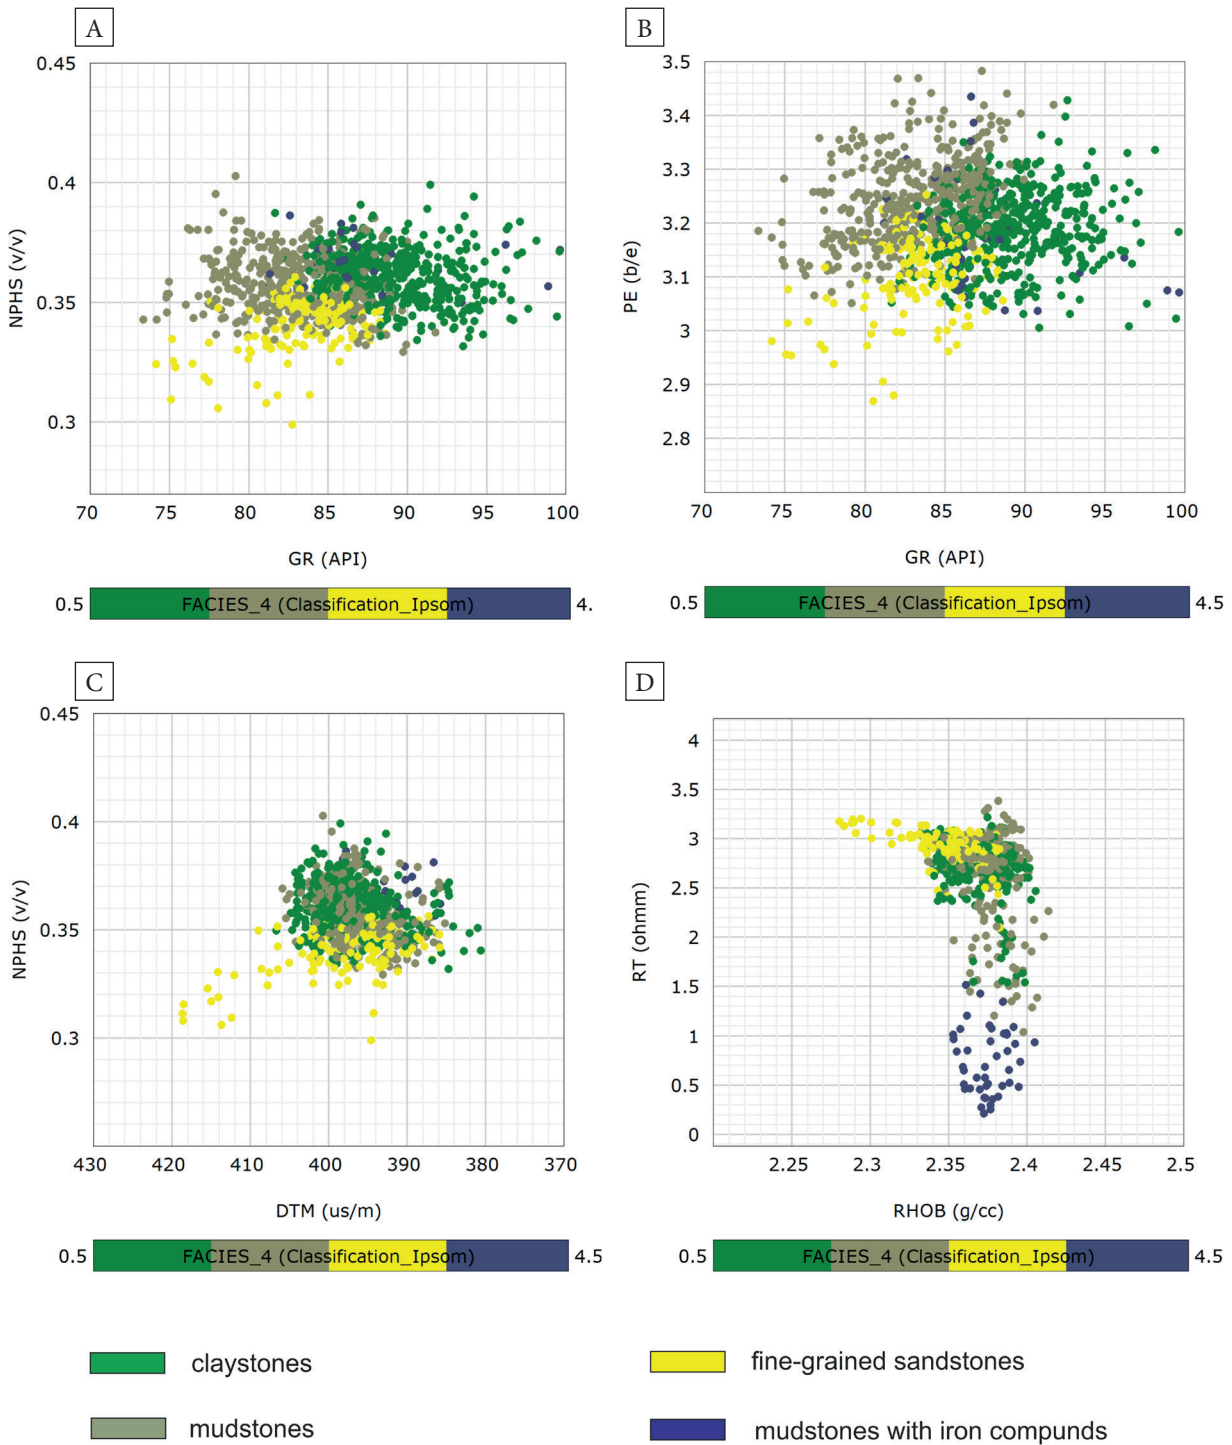 A
0.45
0.4
0.35
0.3
NPHS (v/v)
70 75 80 85 90 95 100
GR (API)
0.5 FACIES_4 (Classification_Ipsom) 4.
B
3.5
3.4
3.3
3.2
3.1
3
2.9
2.8
PE (b/e)
70 75 80 85 90 95 100
GR (API)
0.5 FACIES_4 (Classification_Ipsom) 4.5
C
0.45
0.4
0.35
0.3
NPHS (v/v)
430 420 410 400 390 380 370
DTM (us/m)
0.5 FACIES_4 (Classification_Ipsom) 4.5
D
4
3.5
3
2.5
2
1.5
1
0.5
0
RT (ohmm)
2.25 2.3 2.35 2.4 2.45 2.5
RHOB (g/cc)
0.5 FACIES_4 (Classification_Ipsom) 4.5
claystones
fine-grained sandstones
mudstones
mudstones with iron compunds